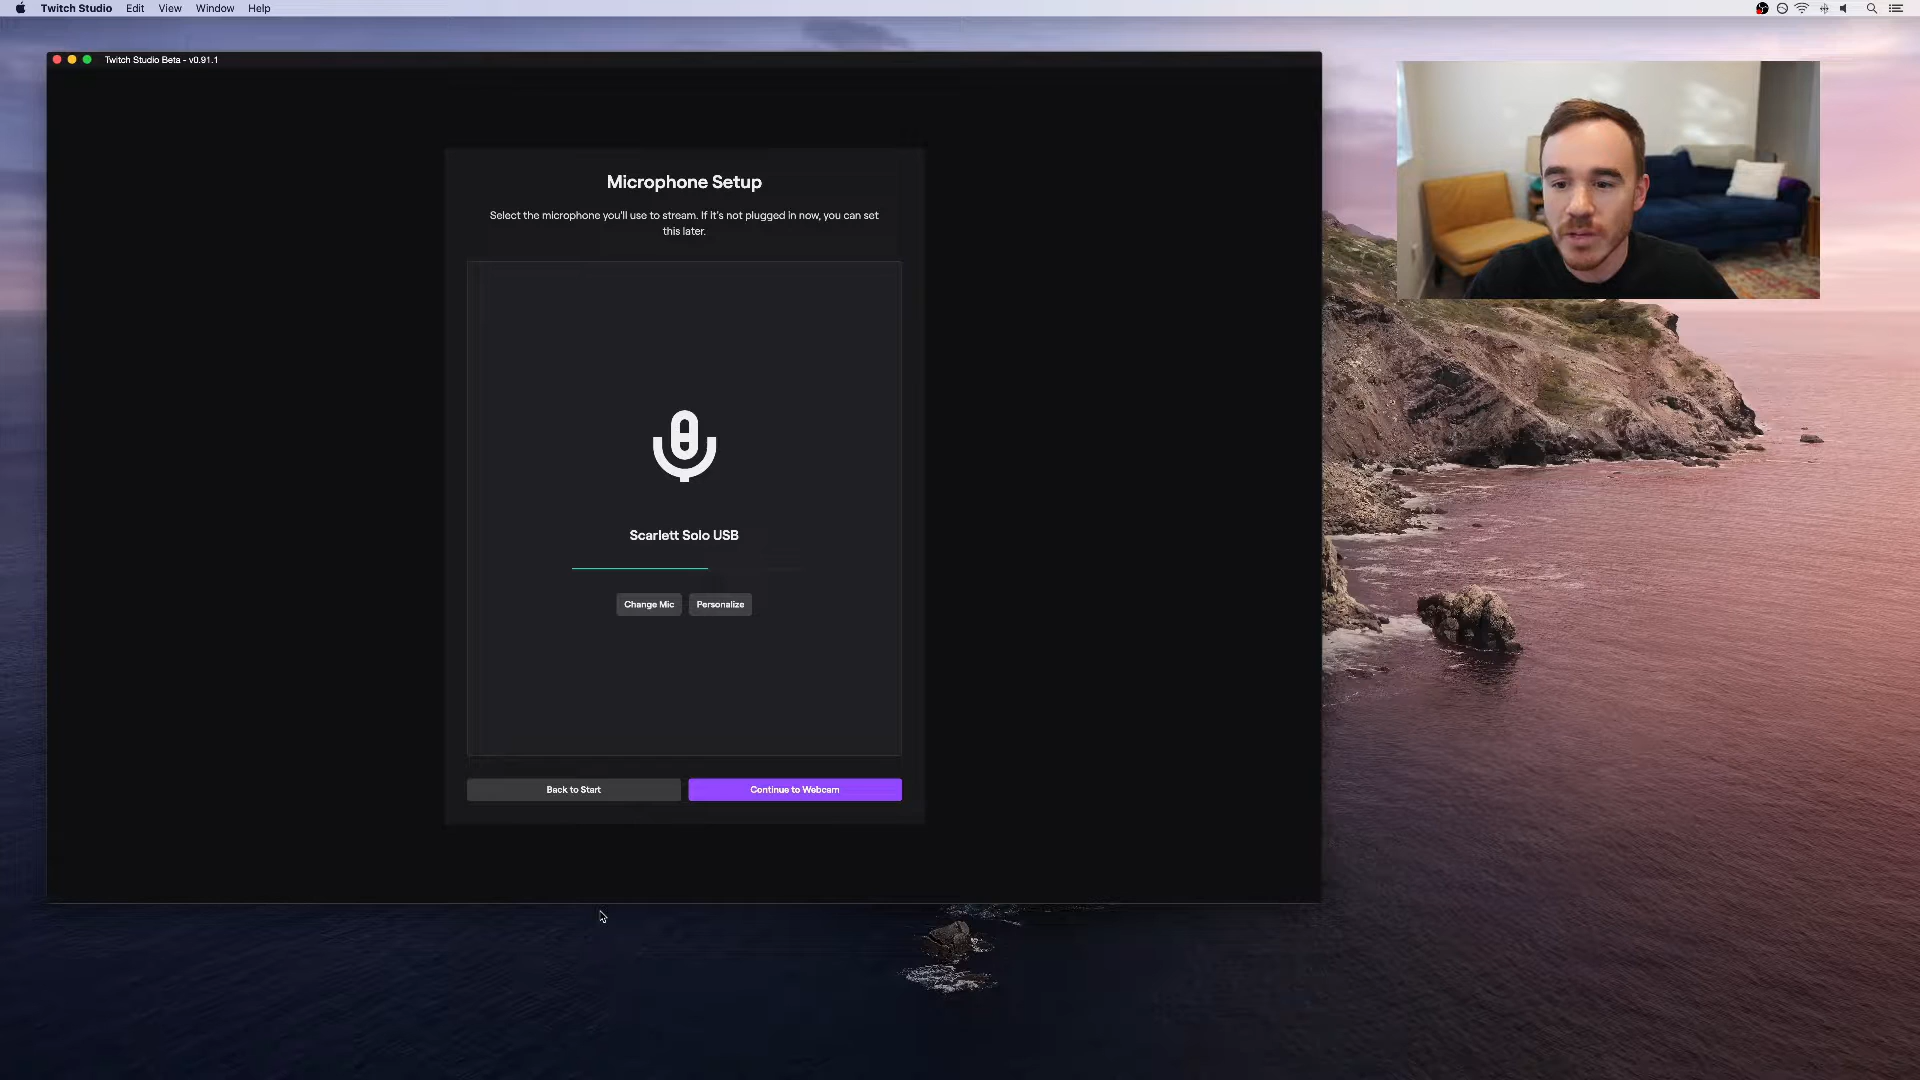 Twitch Studio Edit View Window Help
Twitch Studio Beta - v0.91.1
Microphone Setup
Select the microphone you'll use to stream. If it's not plugged in now, you can set
this later.
Scarlett Solo USB
Change Mic Personalize
Back to Start Continue to Webcam